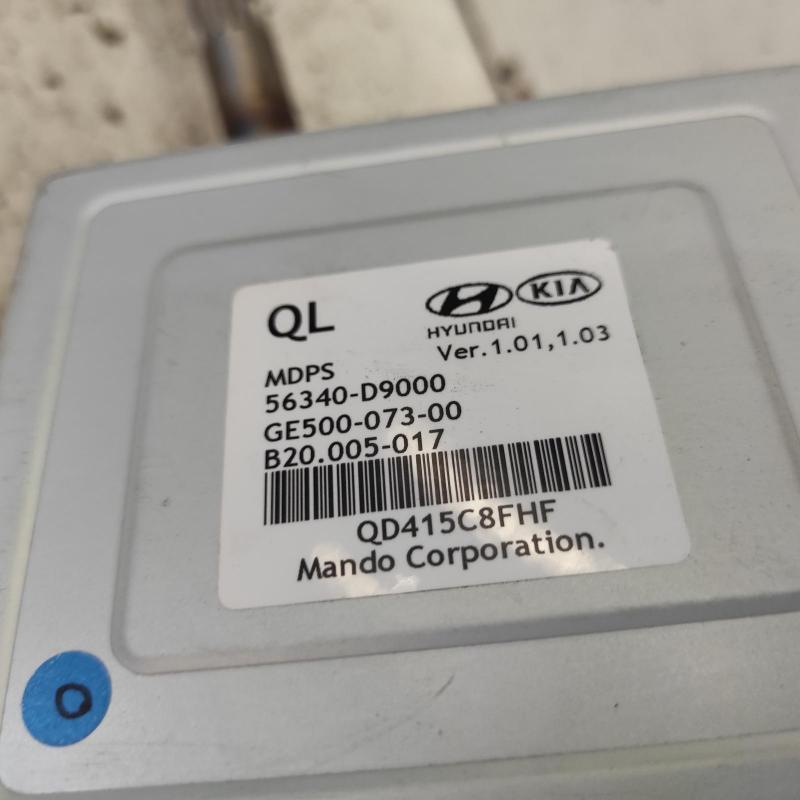 QL
HYUNDAI
KIA
Ver.1.01,1.03
MDPS
56340-D9000
GE500-073-00
B20.005-017
QD415C8FHF
Mando Corporation.
O